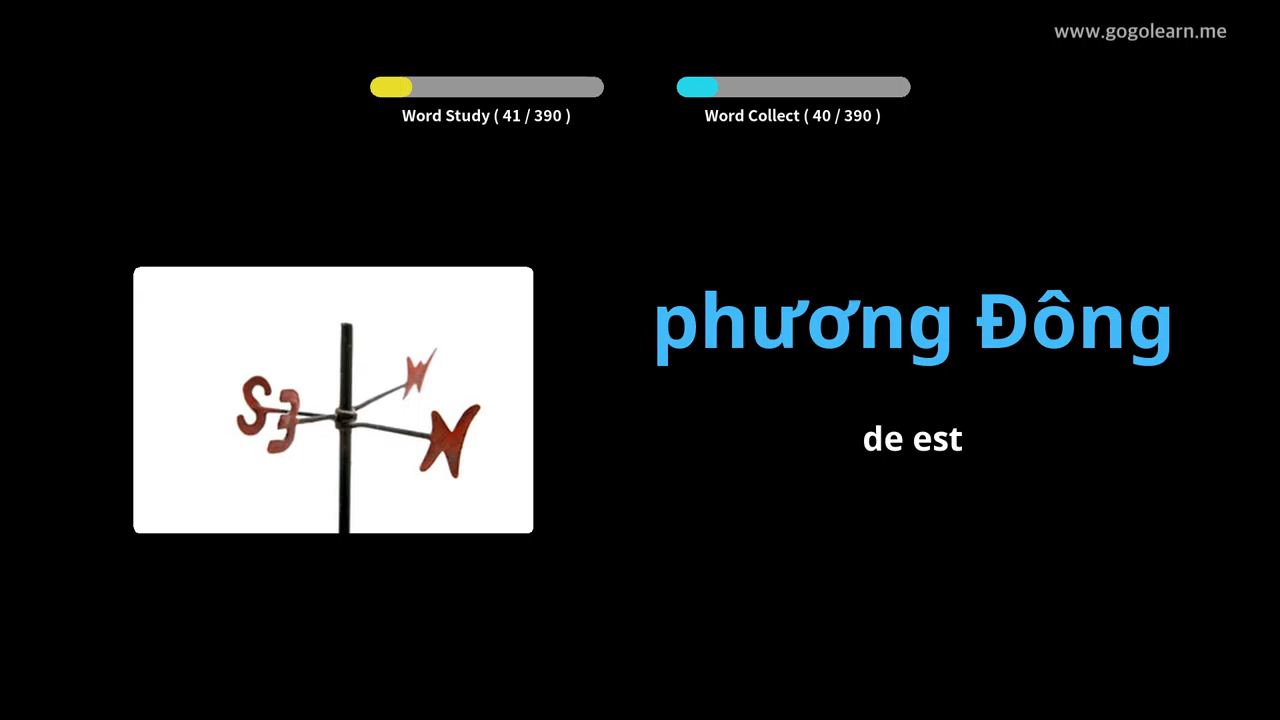 www.gogolearn.me
Word Study ( 41 / 390 )
Word Collect ( 40 / 390 )
S E W N
phương Đông
de est